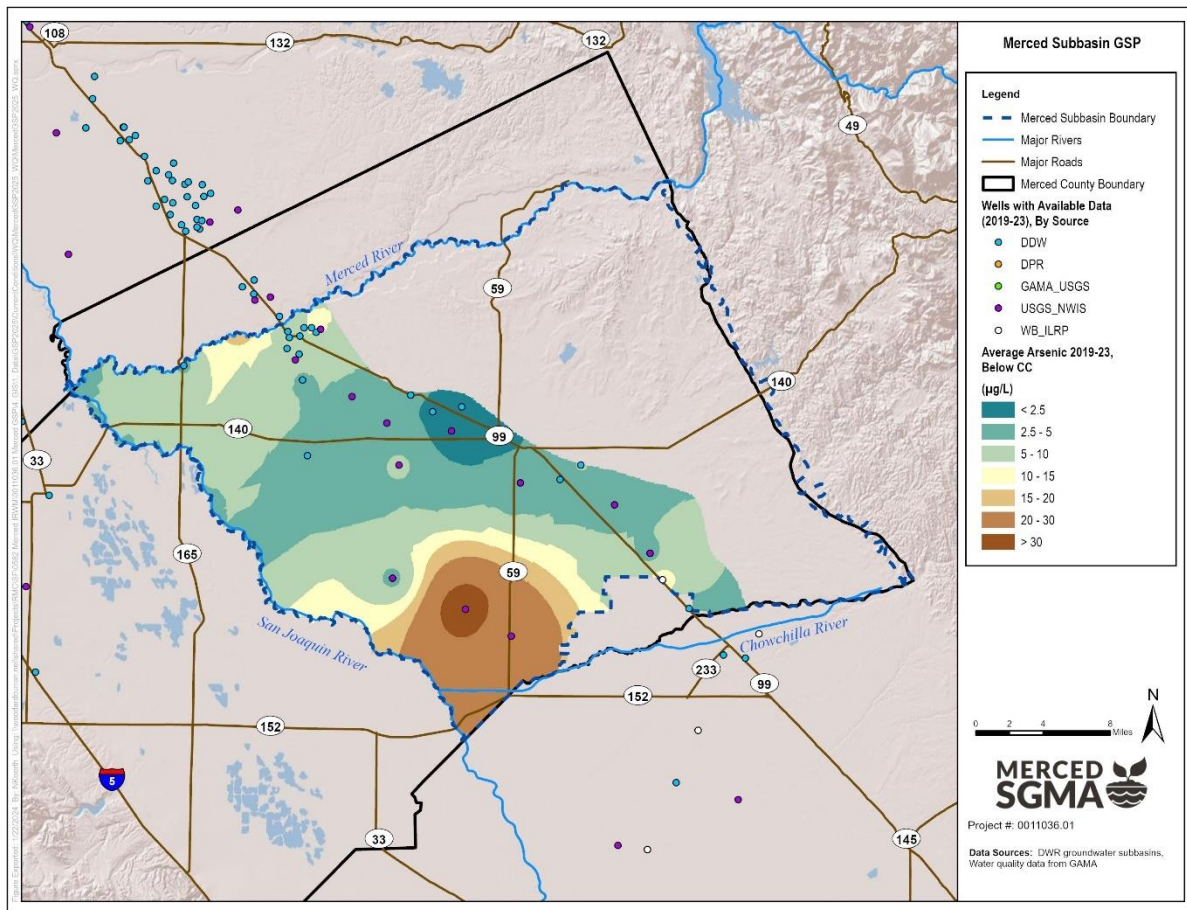 108
132
132
49
Merced River
59
140
140
99
33
165
59
San Joaquin River
Chowchilla River
233
152
99
152
5
33
145
Merced Subbasin GSP
Legend
Merced Subbasin Boundary
Major Rivers
Major Roads
Merced County Boundary
Wells with Available Data
(2019-23), By Source
DDW
DPR
GAMA_USGS
USGS_NWIS
WB_ILRP
Average Arsenic 2019-23,
Below CC
(µg/L)
< 2.5
2.5 - 5
5 - 10
10 - 15
15 - 20
20 - 30
> 30
N
0 2 4 8
Miles
MERCED
SGMA
Project #: 0011036.01
Data Sources: DWR groundwater subbasins,
Water quality data from GAMA